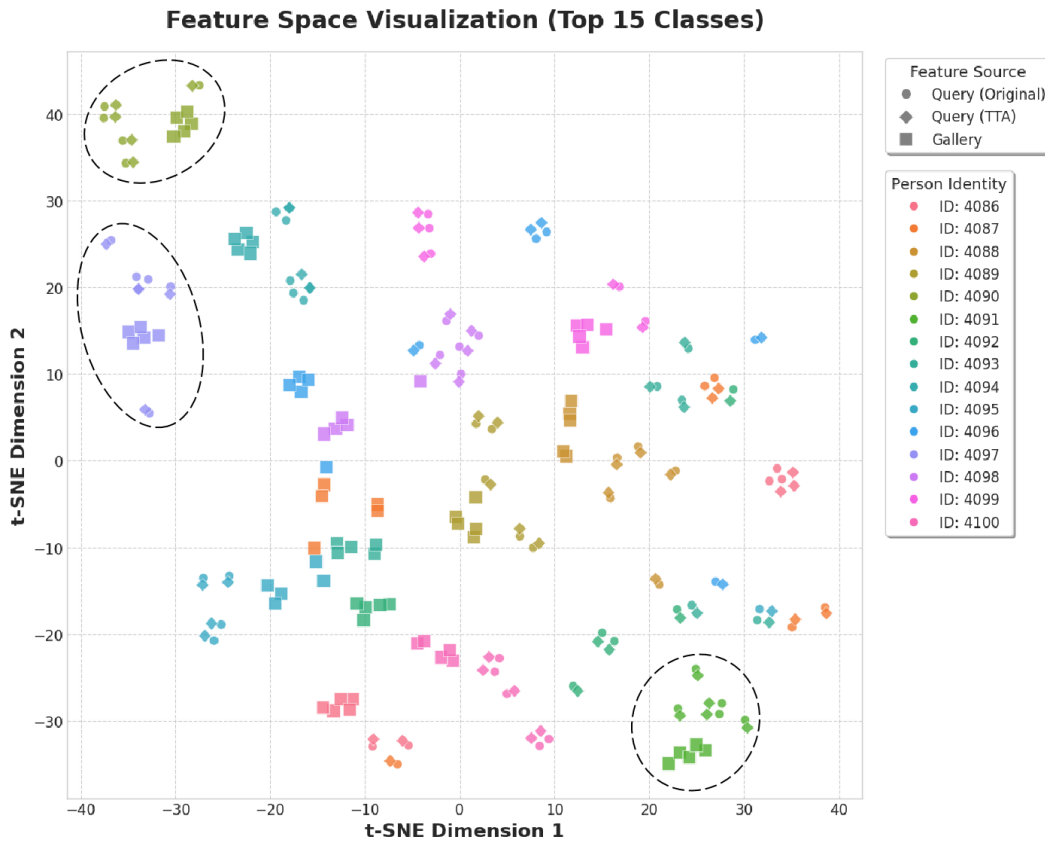 Feature Space Visualization (Top 15 Classes)
t-SNE Dimension 2
40
30
20
10
0
−10
−20
−30
−40
−30
−20
−10
0
10
20
30
40
t-SNE Dimension 1
Feature Source
Query (Original)
Query (TTA)
Gallery
Person Identity
ID: 4086
ID: 4087
ID: 4088
ID: 4089
ID: 4090
ID: 4091
ID: 4092
ID: 4093
ID: 4094
ID: 4095
ID: 4096
ID: 4097
ID: 4098
ID: 4099
ID: 4100